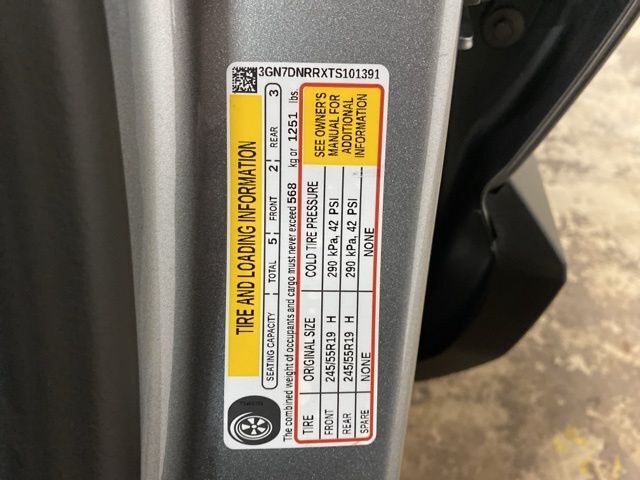 3GN7DNRRXTS101391
TIRE AND LOADING INFORMATION
SEATING CAPACITY TOTAL 5 FRONT 2 REAR 3
The combined weight of occupants and cargo must never exceed 568 kg or 1251 lbs.
TIRE ORIGINAL SIZE COLD TIRE PRESSURE
FRONT 245/55R19 H 290 kPa, 42 PSI
REAR 245/55R19 H 290 kPa, 42 PSI
SPARE NONE NONE
SEE OWNER'S
MANUAL FOR
ADDITIONAL
INFORMATION